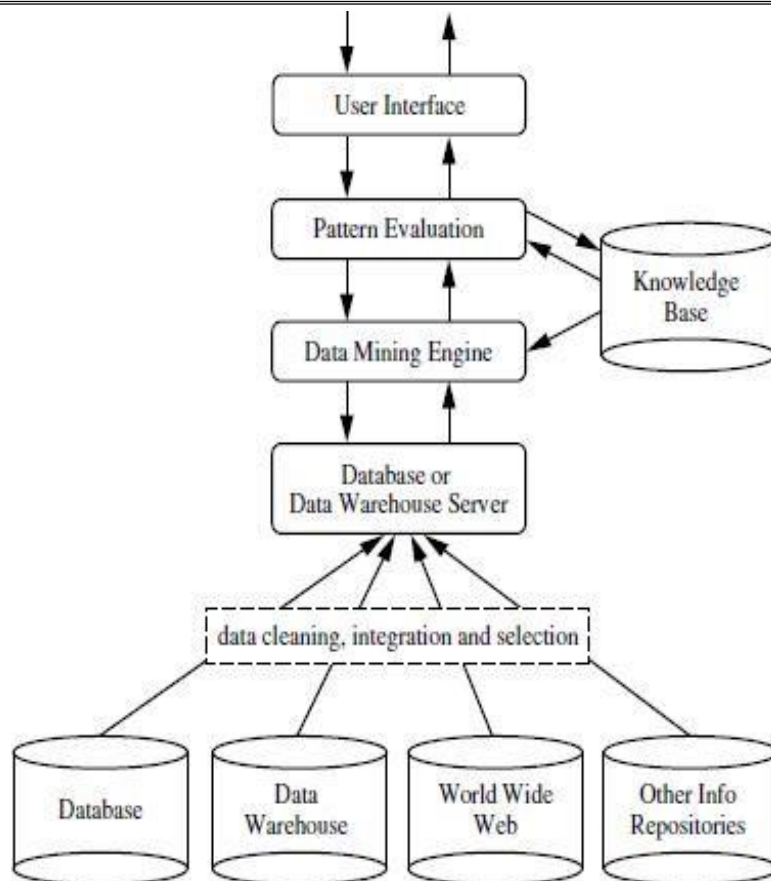 User Interface
Pattern Evaluation
Knowledge
Base
Data Mining Engine
Database or
Data Warehouse Server
data cleaning, integration and selection
Database
Data
Warehouse
World Wide
Web
Other Info
Repositories